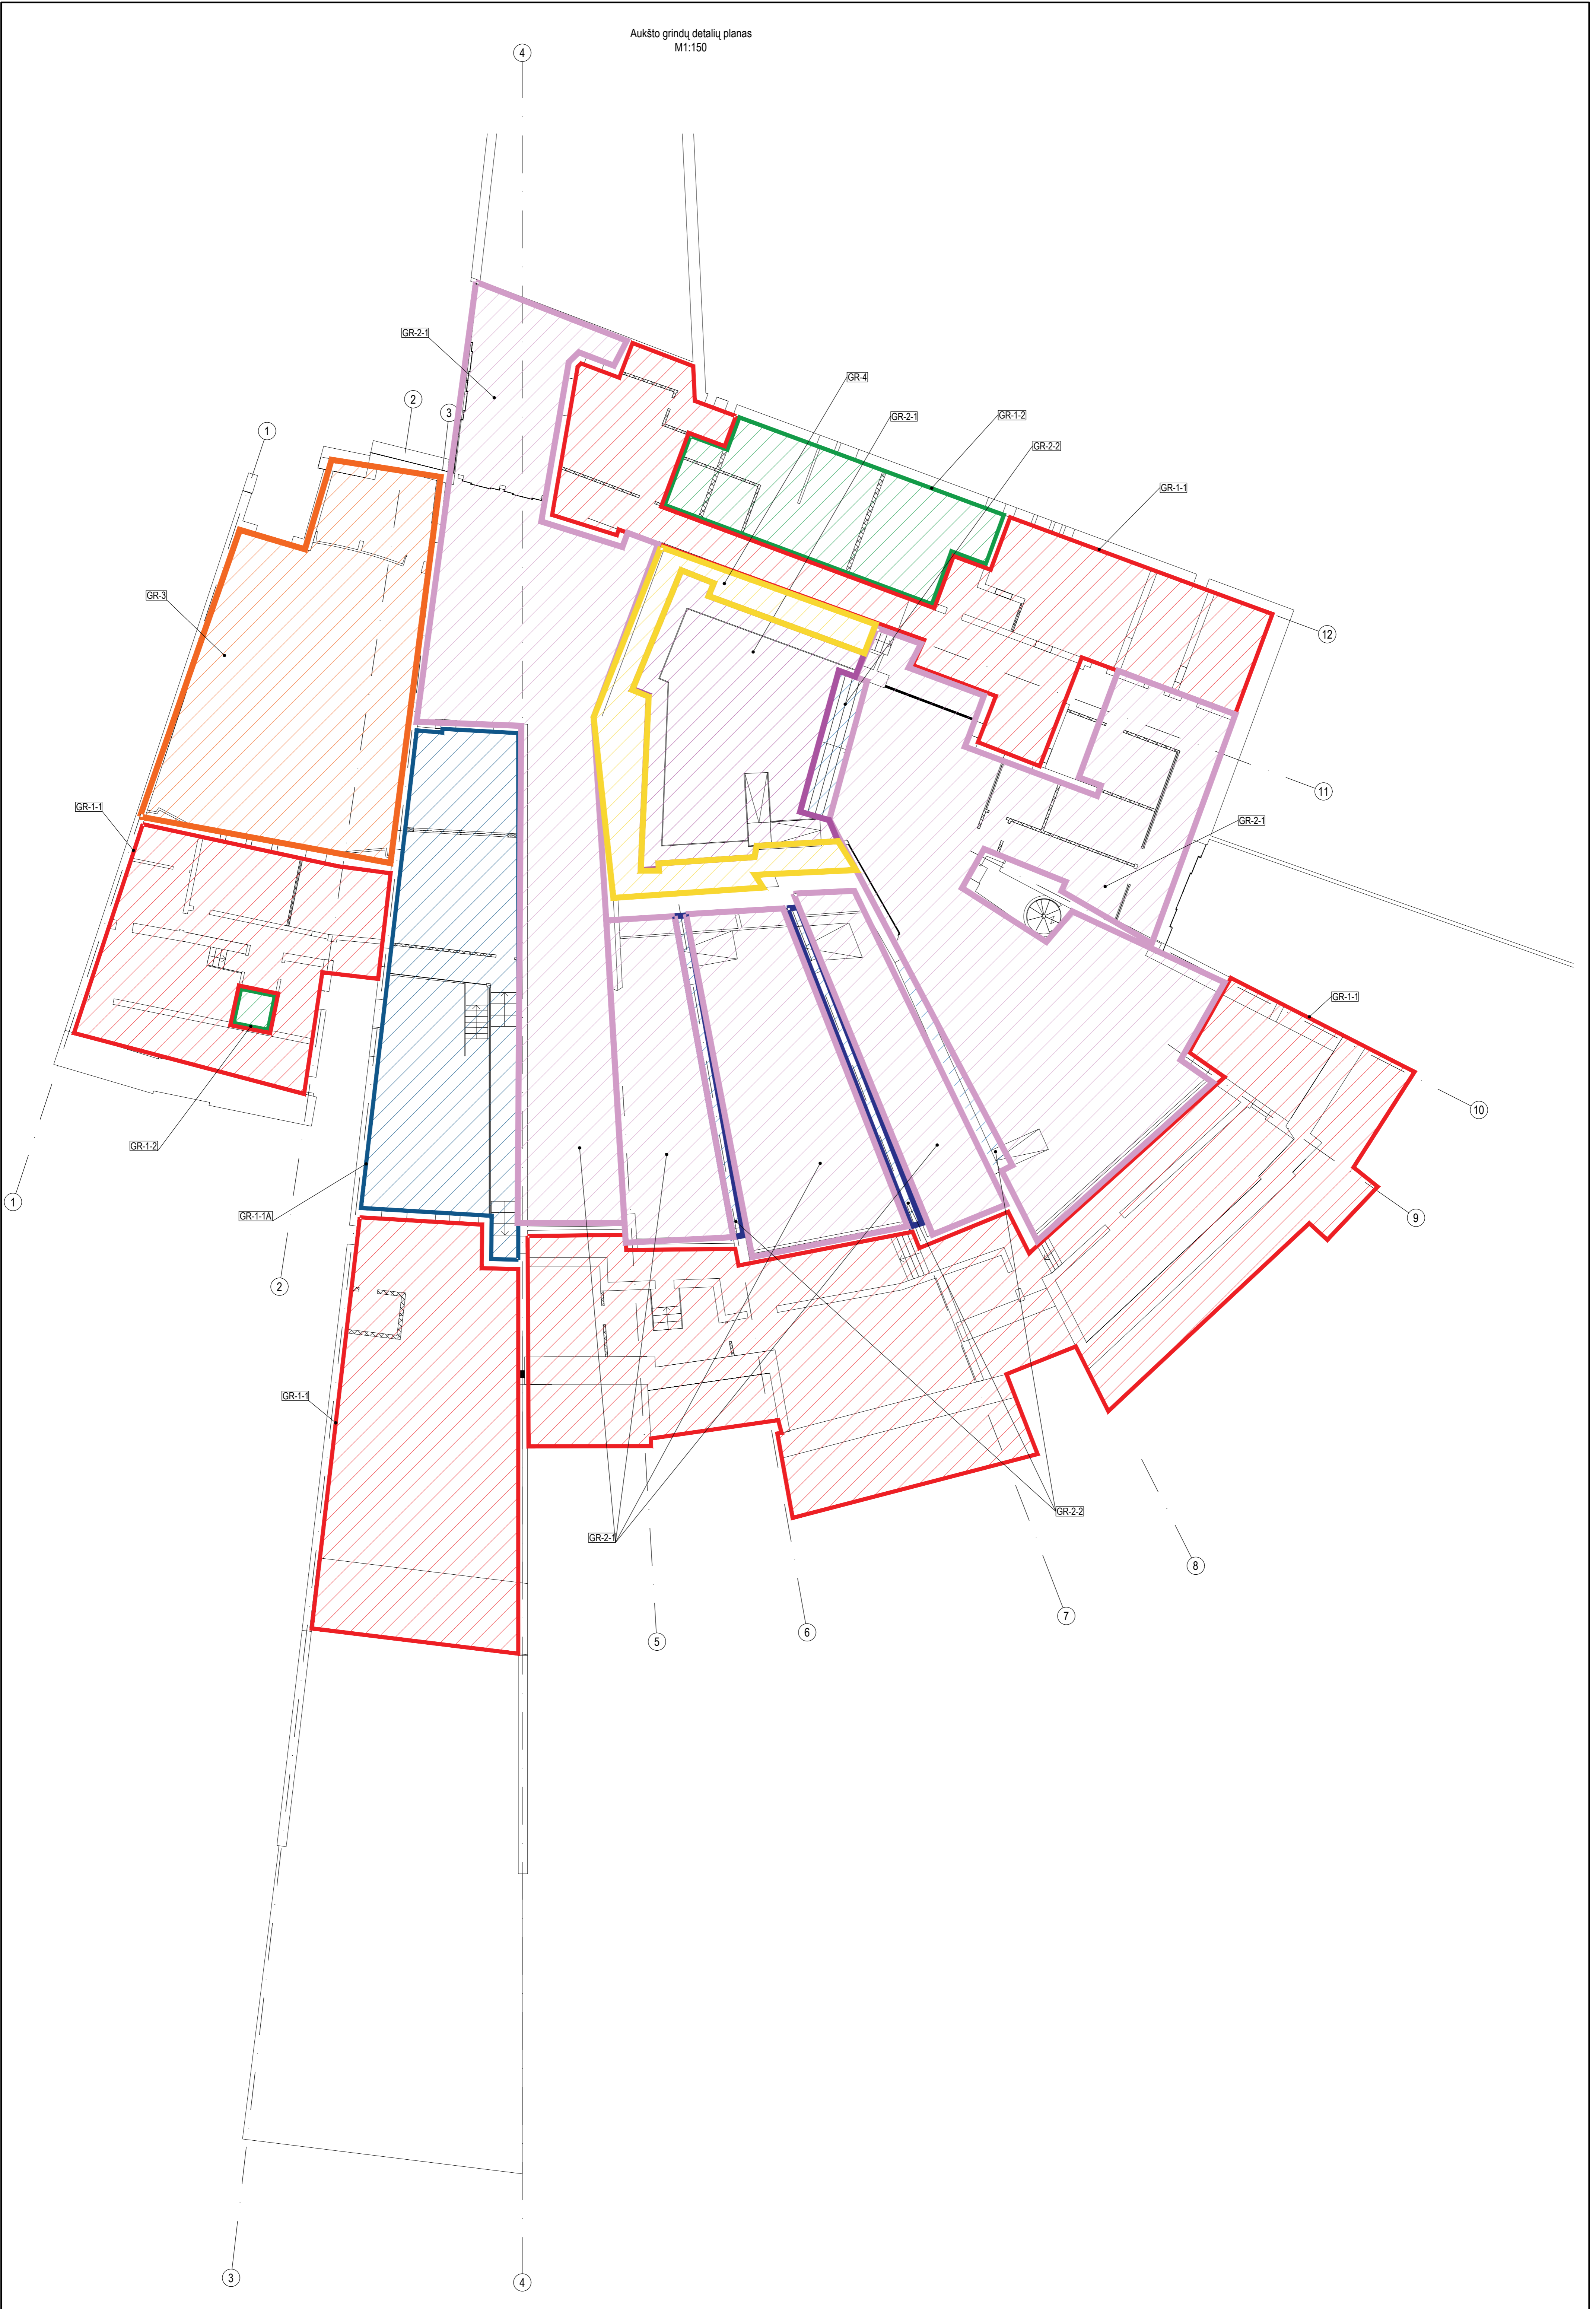 Aukšto grindų detalių planas
M1:150
4
GR-2-1
GR-4
2
3
GR-2-1
GR-1-2
1
GR-2-2
GR-1-1
GR-3
12
11
GR-1-1
GR-2-1
GR-1-1
10
GR-1-2
1
GR-1-1A
9
2
GR-1-1
GR-2-2
GR-2-1
8
7
6
5
3
4